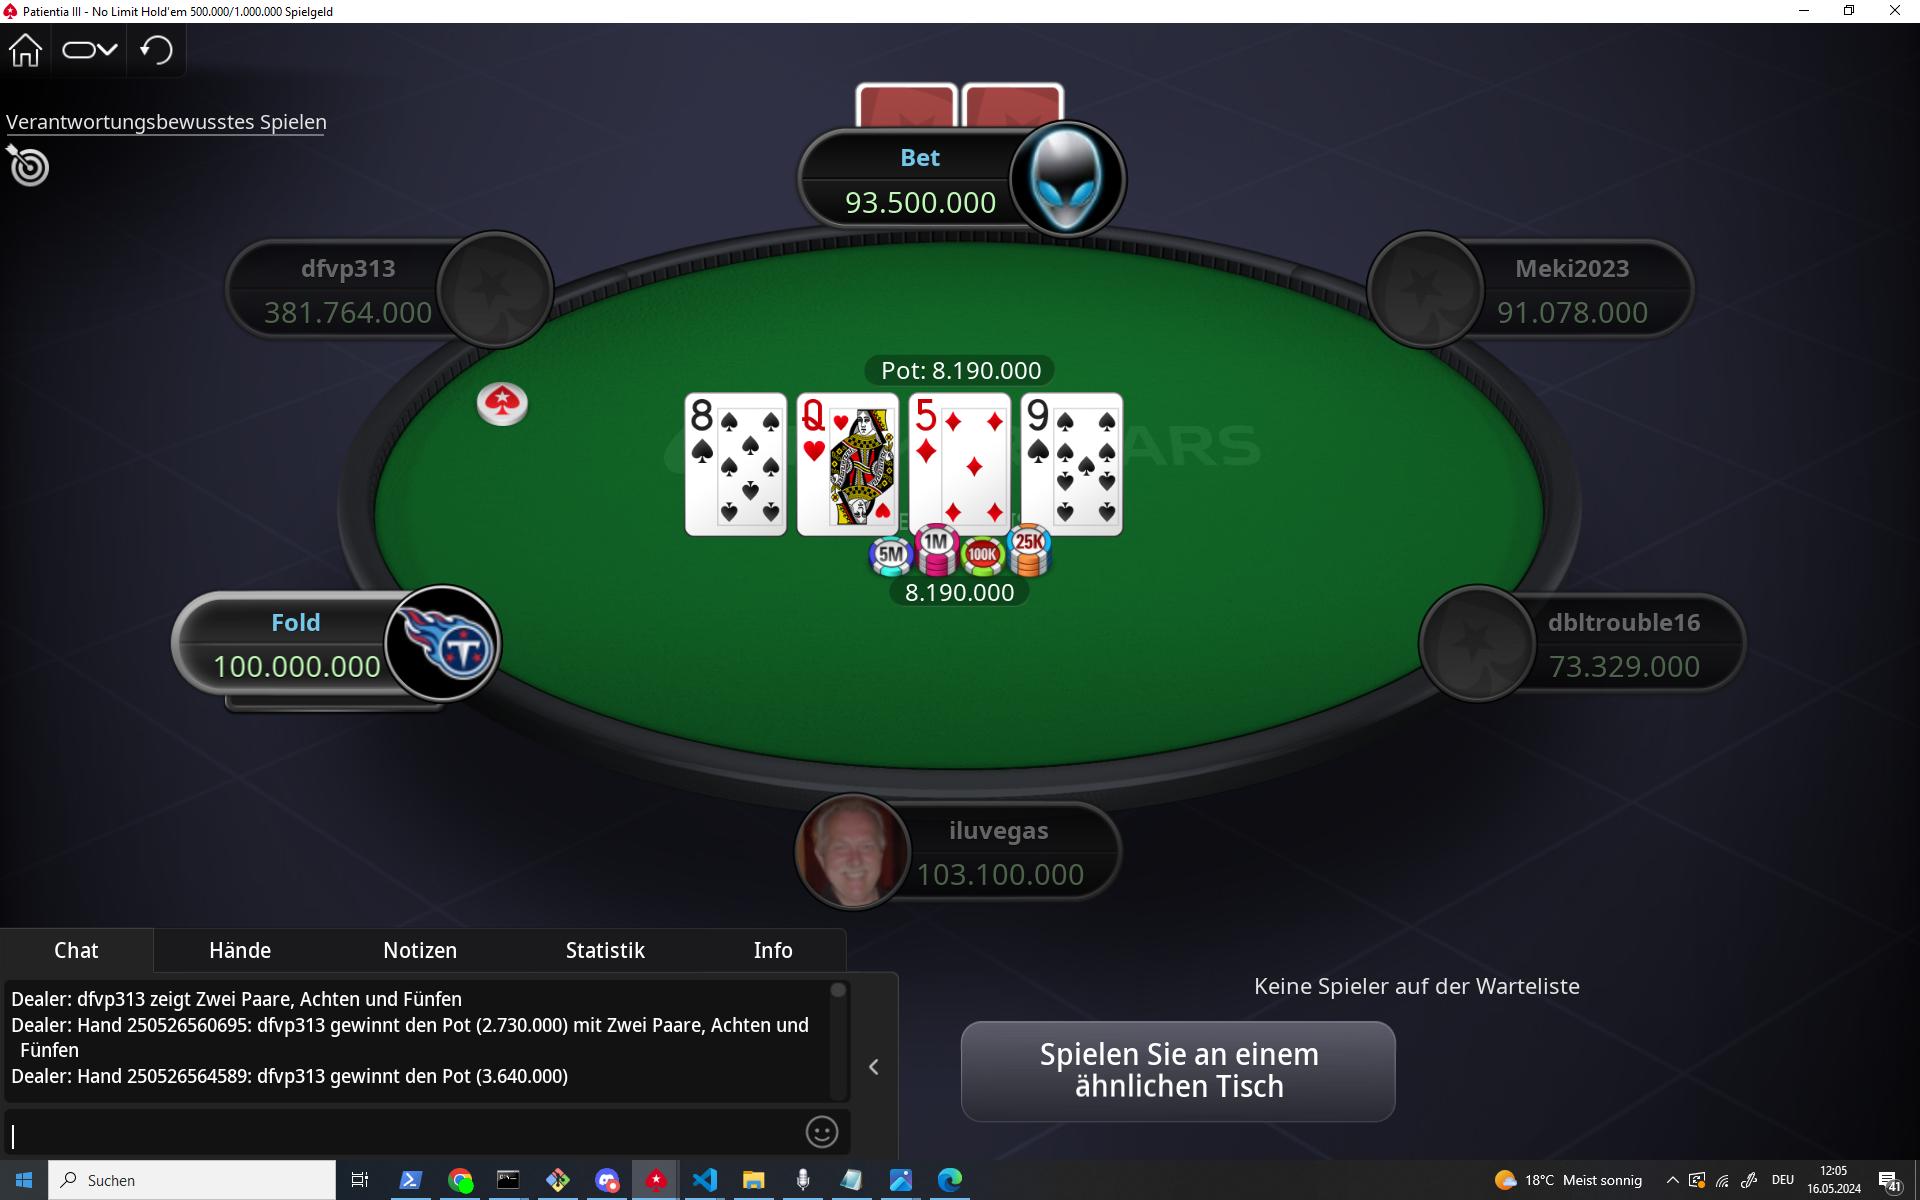 Patientia III - No Limit Hold'em 500.000/1.000.000 Spielgeld
Verantwortungsbewusstes Spielen
Bet
93.500.000
dfvp313
381.764.000
Meki2023
91.078.000
Pot: 8.190.000
8
Q
5
9
ARS
5M
1M
100K
25K
8.190.000
Fold
100.000.000
T
dbltrouble16
73.329.000
iluvegas
103.100.000
Chat Hände Notizen Statistik Info
Dealer: dfvp313 zeigt Zwei Paare, Achten und Fünfen
Dealer: Hand 250526560695: dfvp313 gewinnt den Pot (2.730.000) mit Zwei Paare, Achten und
Fünfen
Dealer: Hand 250526564589: dfvp313 gewinnt den Pot (3.640.000)
Keine Spieler auf der Warteliste
Spielen Sie an einem
ähnlichen Tisch
Suchen
18°C Meist sonnig
DEU
12:05
16.05.2024
41